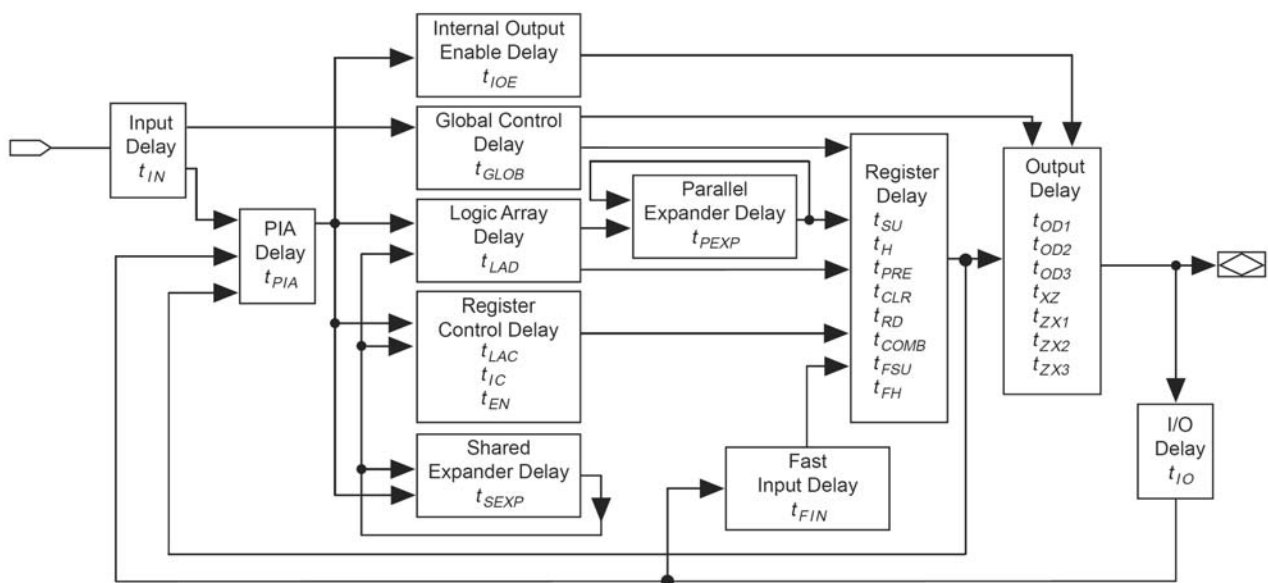 Internal Output
Enable Delay
tIOE
Input
Delay
tIN
Global Control
Delay
tGLOB
PIA
Delay
tPIA
Logic Array
Delay
tLAD
Parallel
Expander Delay
tPEXP
Register
Control Delay
tLAC
tIC
tEN
Shared
Expander Delay
tSEXP
Fast
Input Delay
tFIN
Register
Delay
tSU
tH
tPRE
tCLR
tRD
tCOMB
tFSU
tFH
Output
Delay
tOD1
tOD2
tOD3
tXZ
tZX1
tZX2
tZX3
I/O
Delay
tIO